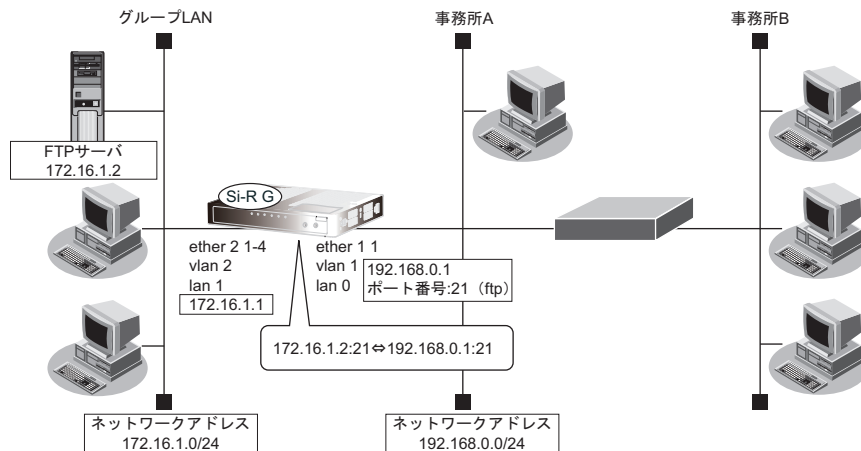 グループLAN
事務所A
事務所B
FTPサーバ
172.16.1.2
Si-R G
ether 2 1-4
vlan 2
lan 1
172.16.1.1
ether 1 1
vlan 1
lan 0
192.168.0.1
ポート番号:21（ftp）
172.16.1.2:21⇔192.168.0.1:21
ネットワークアドレス
172.16.1.0/24
ネットワークアドレス
192.168.0.0/24